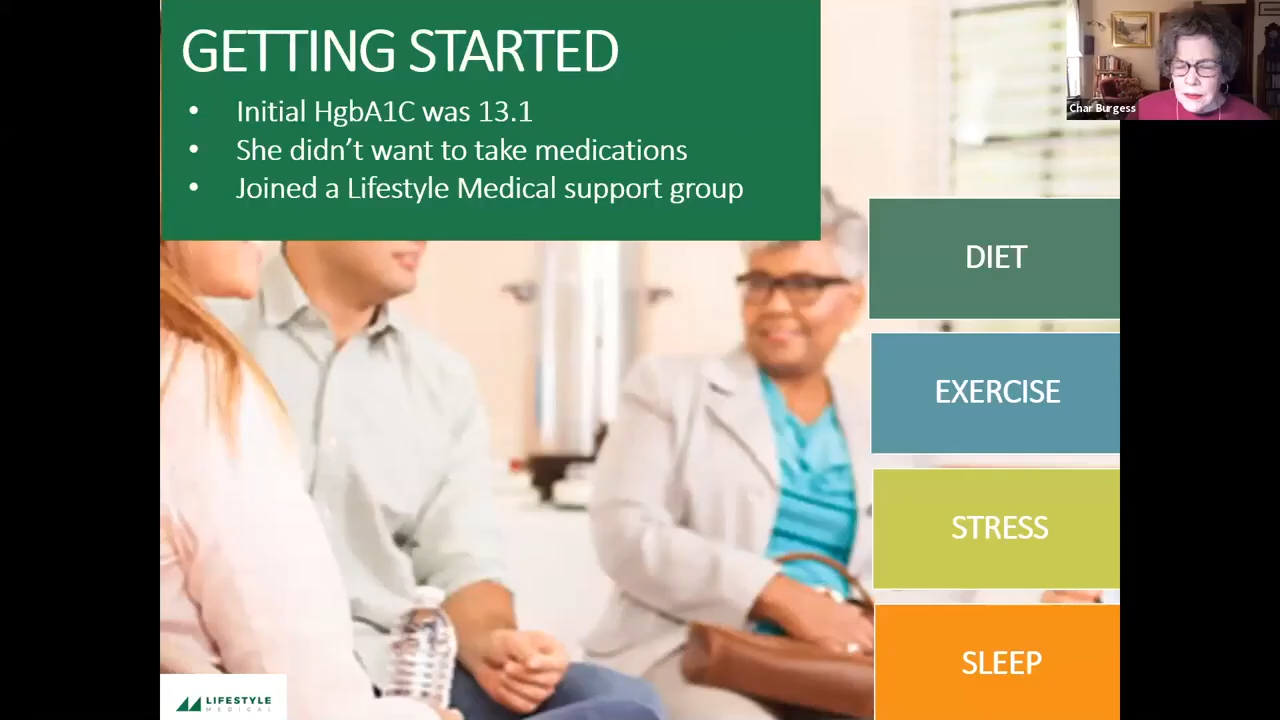 GETTING STARTED
• Initial HgbA1C was 13.1
• She didn't want to take medications
• Joined a Lifestyle Medical support group
Char Burgess
DIET
EXERCISE
STRESS
SLEEP
LIFESTYLE
MEDICAL